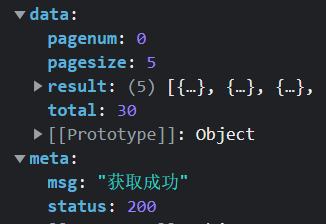 data:
pagenum: 0
pagesize: 5
result: (5) [{…}, {…}, {…},
total: 30
[[Prototype]]: Object
meta:
msg: "获取成功"
status: 200